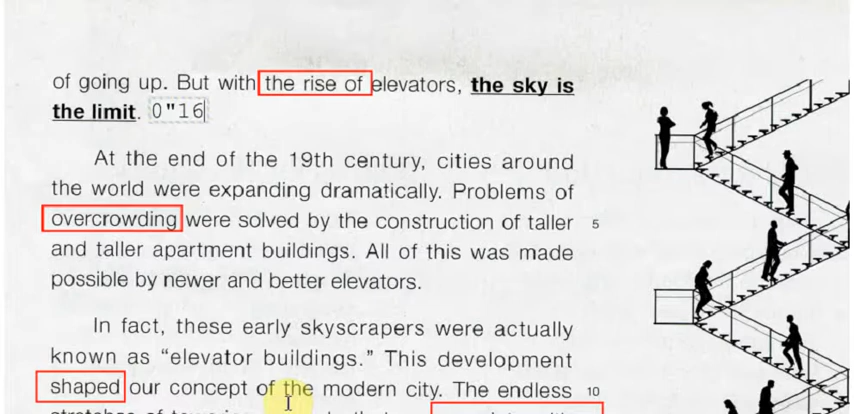 of going up. But with the rise of elevators, the sky is
the limit. 0"16
At the end of the 19th century, cities around
the world were expanding dramatically. Problems of
overcrowding were solved by the construction of taller 5
and taller apartment buildings. All of this was made
possible by newer and better elevators.
In fact, these early skyscrapers were actually
known as “elevator buildings.” This development
shaped our concept of the modern city. The endless 10